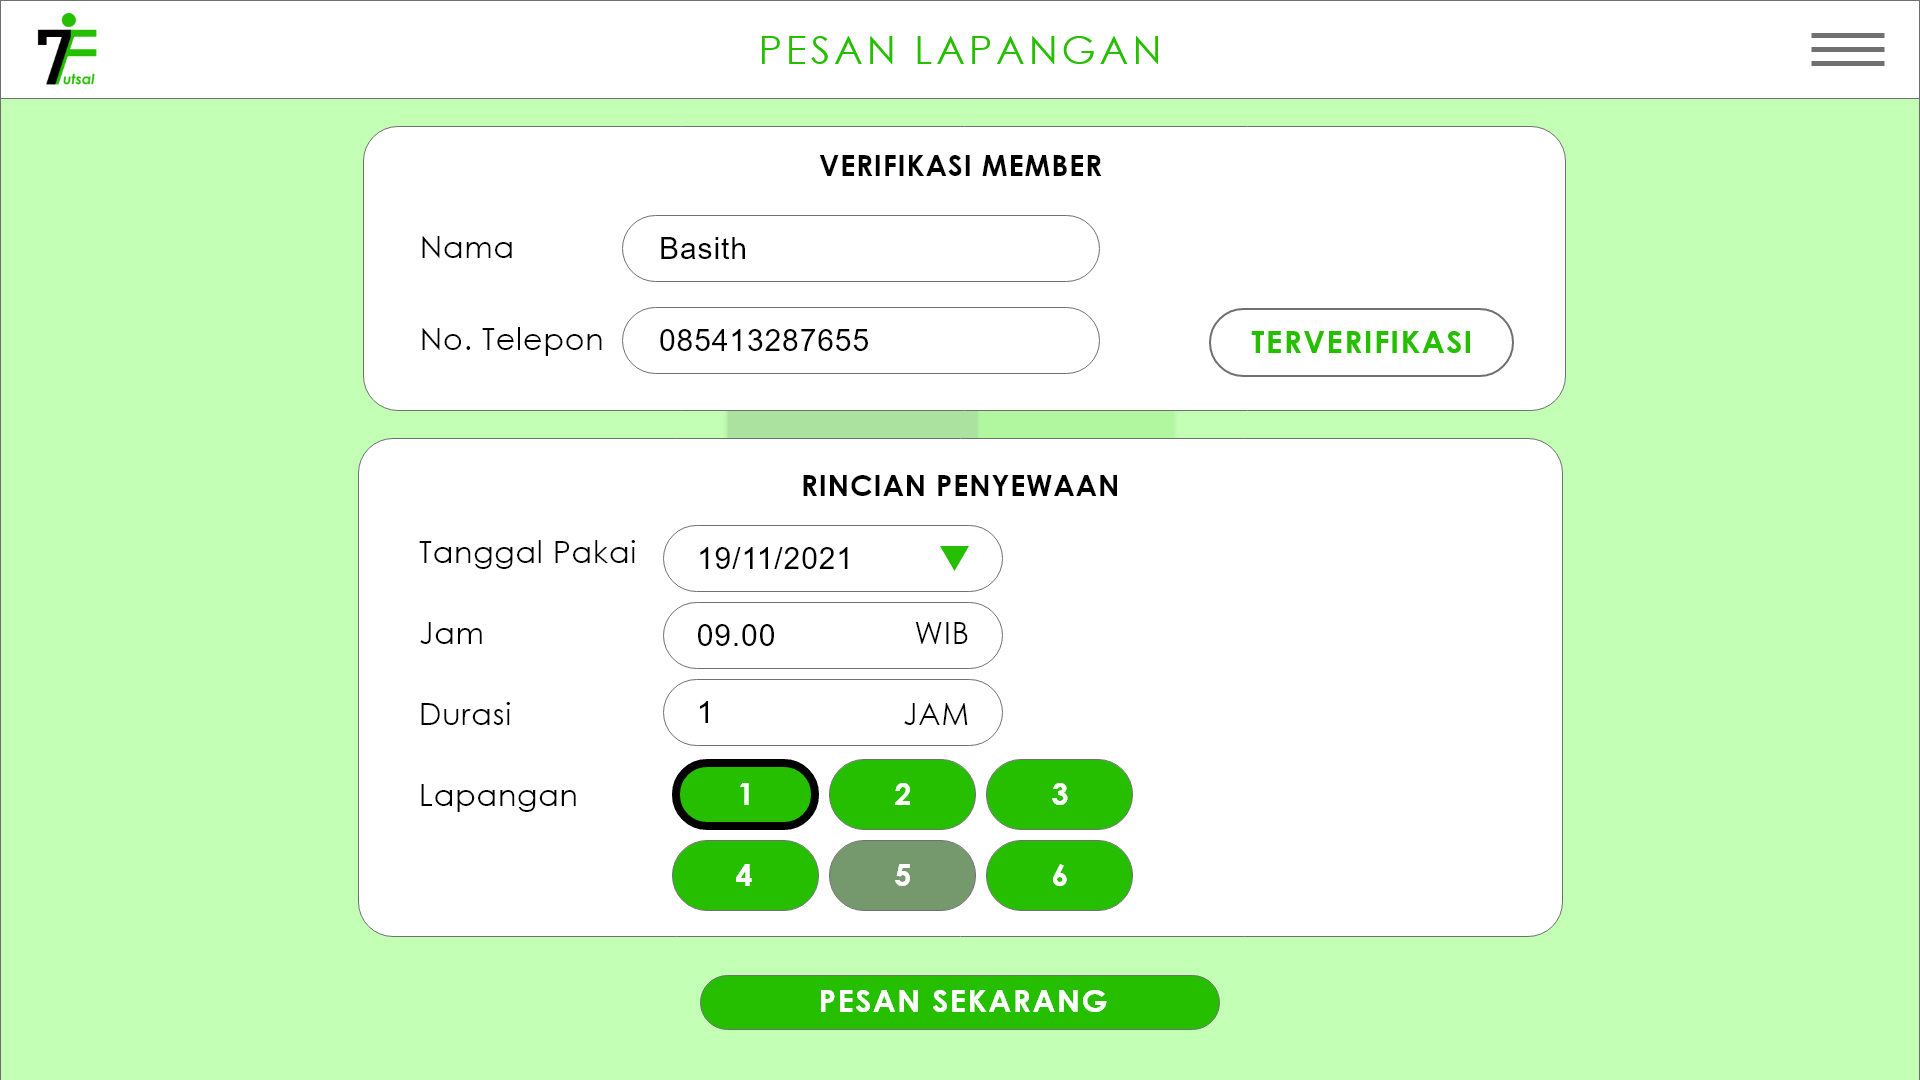 7F
utsal
PESAN LAPANGAN
VERIFIKASI MEMBER
Nama
Basith
No. Telepon
085413287655
TERVERIFIKASI
RINCIAN PENYEWAAN
Tanggal Pakai
19/11/2021
Jam
09.00 WIB
Durasi
1 JAM
Lapangan
1 2 3
4 5 6
PESAN SEKARANG